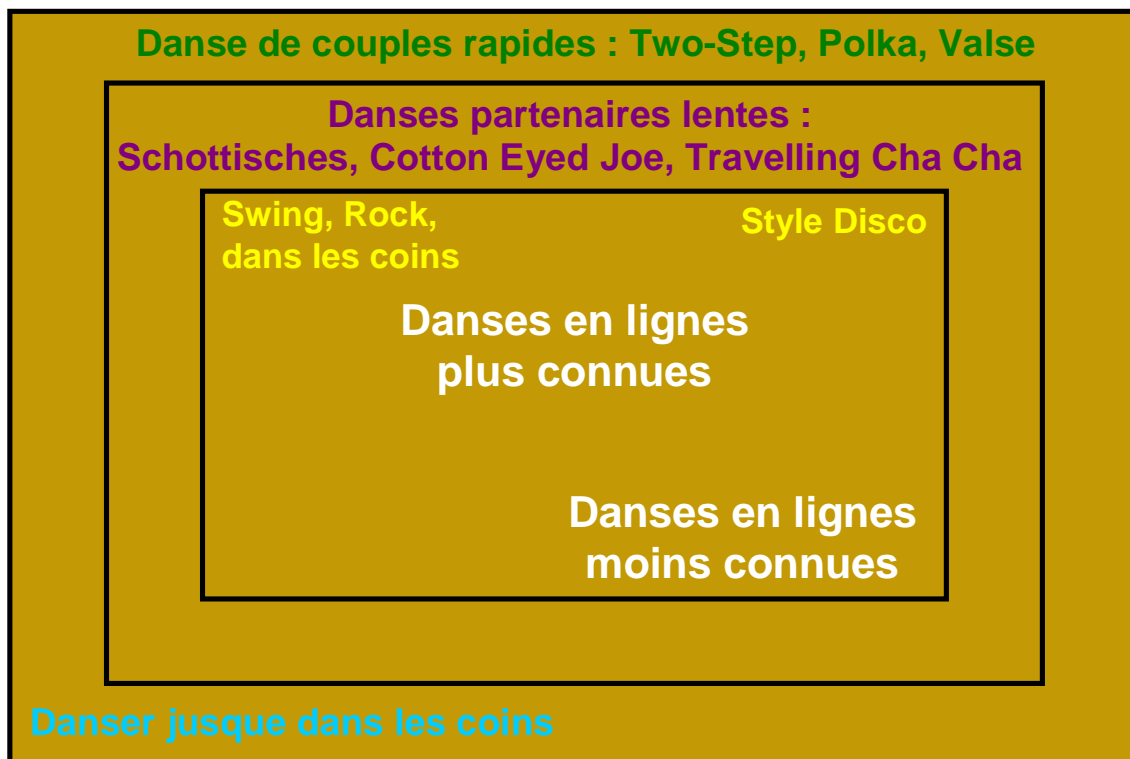 Danse de couples rapides : Two-Step, Polka, Valse
Danses partenaires lentes :
Schottisches, Cotton Eyed Joe, Travelling Cha Cha
Swing, Rock,
dans les coins
Style Disco
Danses en lignes
plus connues
Danses en lignes
moins connues
Danser jusque dans les coins